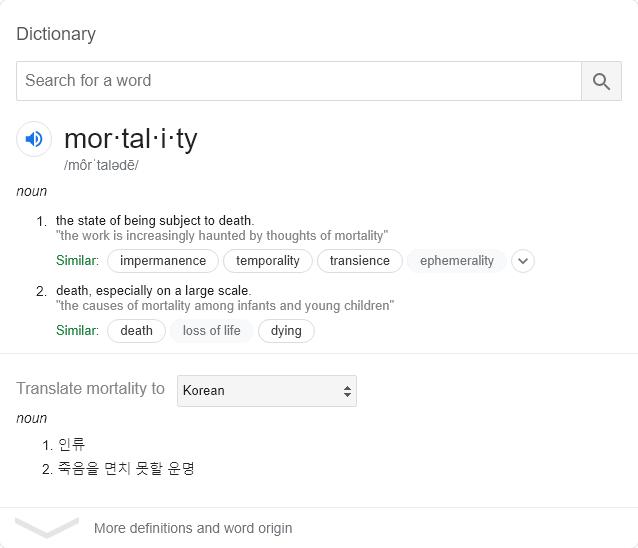 Dictionary
Search for a word
mor·tal·i·ty
/môrˈtalədē/
noun
1. the state of being subject to death.
"the work is increasingly haunted by thoughts of mortality"
Similar: impermanence temporality transience ephemerality
2. death, especially on a large scale.
"the causes of mortality among infants and young children"
Similar: death loss of life dying
Translate mortality to Korean
noun
1. 인류
2. 죽음을 면치 못할 운명
More definitions and word origin